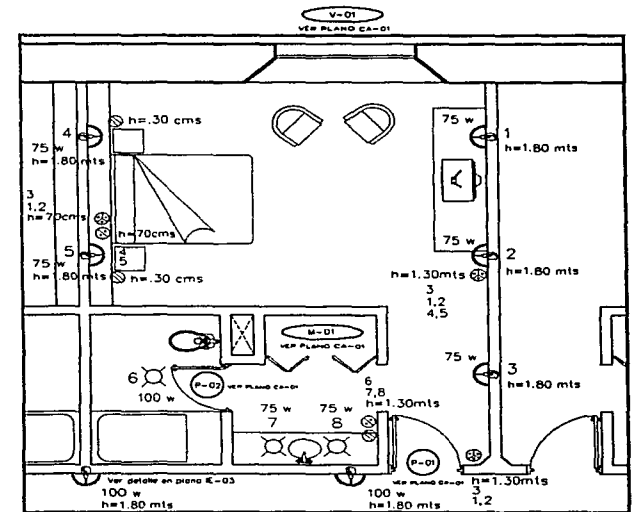 V-01
VER PLANO CA-01
4
75 w
h=1.80 mts
h=.30 cms
75 w
1
h=1.80 mts
3
1,2
h=70cms
h=70cms
4
5
5
75 w
h=1.80 mts
h=.30 cms
75 w
2
h=1.80 mts
h=1.30mts
3
1,2
4,5
M-01
VER PLANO CA-01
75 w
3
h=1.80 mts
6
100 w
P-02
VER PLANO CA-01
6
7,8
h=1.30mts
75 w
7
75 w
8
P-01
VER PLANO CA-01
h=1.30mts
3
1,2
Ver detalle en plano IE-03
100 w
h=1.80 mts
100 w
h=1.80 mts